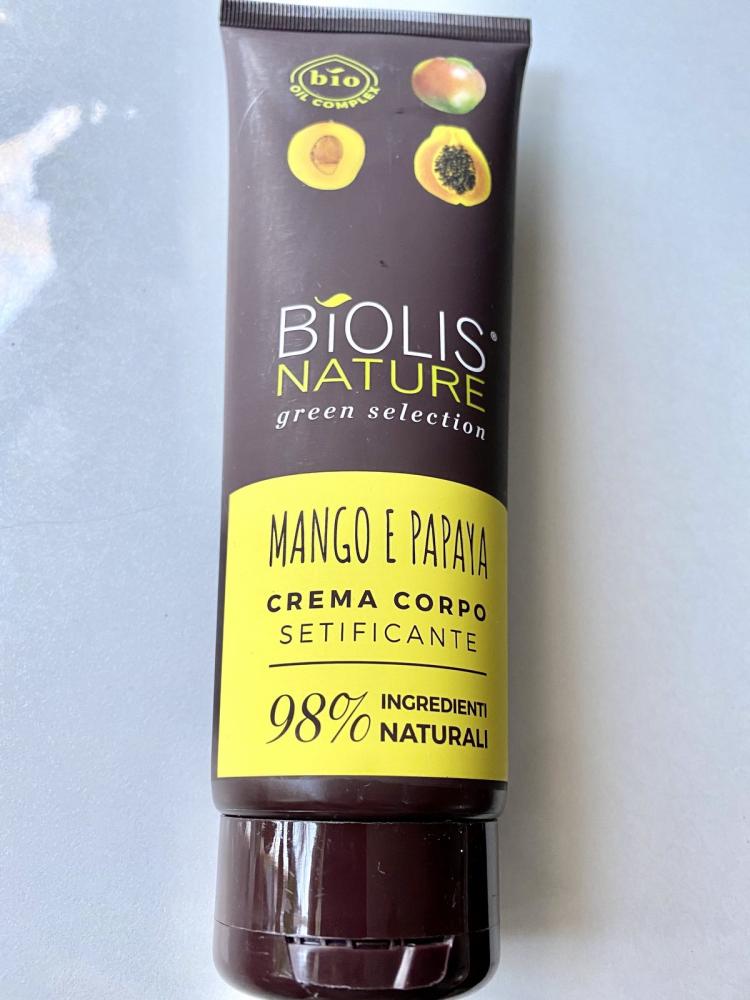 bio
OIL COMPLEX
BIOLIS®
NATURE
green selection
MANGO E PAPAYA
CREMA CORPO
SETIFICANTE
98% INGREDIENTI
NATURALI